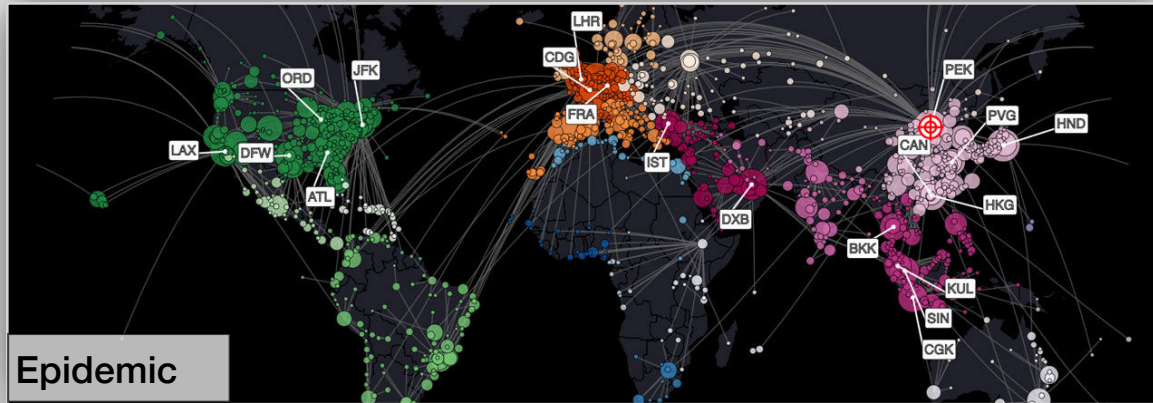 LHR
CDG
JFK
ORD
PEK
FRA
PVG
HND
LAX
DFW
CAN
IST
ATL
DXB
HKG
BKK
KUL
SIN
CGK
Epidemic